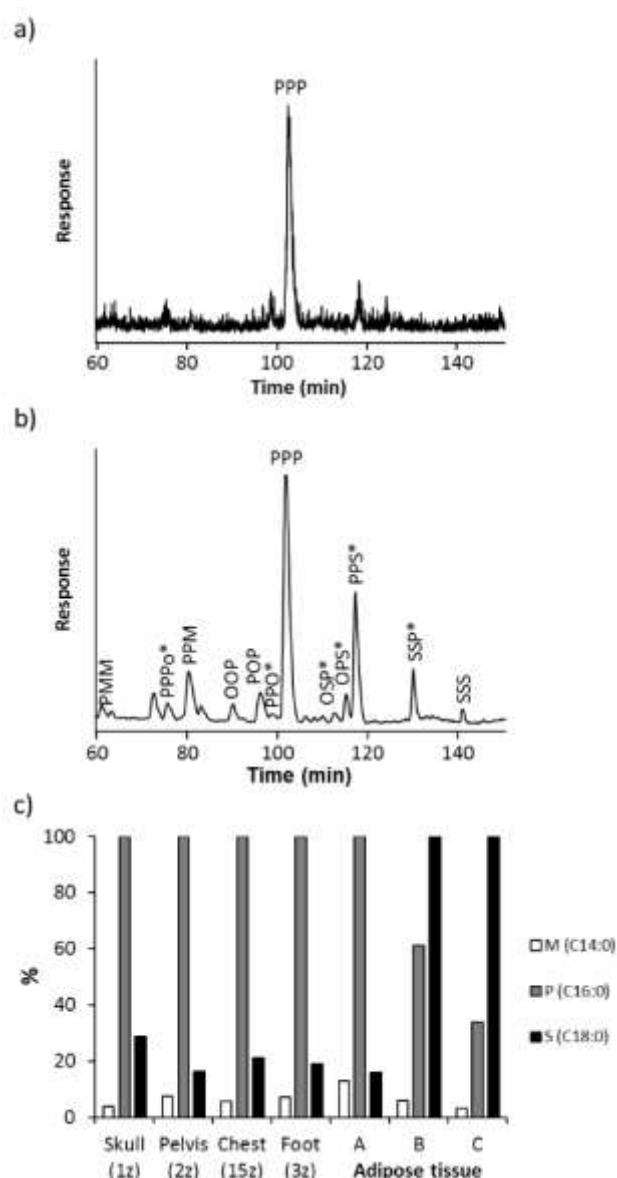 a)
PPP
Response
60 80 100 120 140
Time (min)
b)
PPP
Response
PMM
PPPo*
PPM
OOP
POP
PPO*
OSP*
OPS*
PPS*
SSP*
SSS
60 80 100 120 140
Time (min)
c)
100
80
60
40
20
0
%
M (C14:0)
P (C16:0)
S (C18:0)
Skull Pelvis Chest Foot A B C
(1z) (2z) (15z) (3z) Adipose tissue